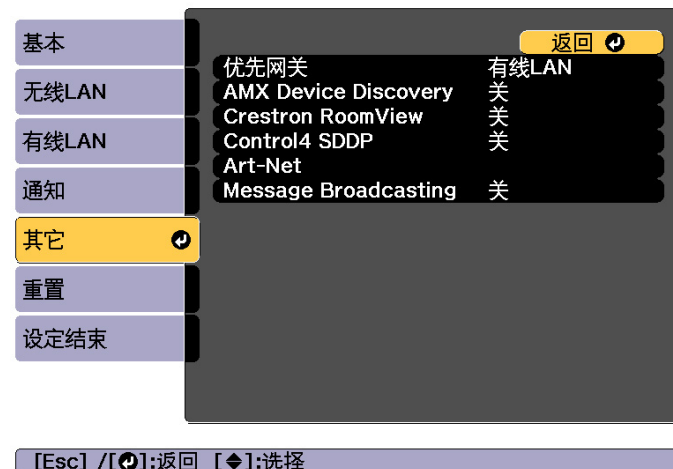 基本
无线LAN
有线LAN
通知
其它
重置
设定结束
返回
优先网关 有线LAN
AMX Device Discovery 关
Crestron RoomView 关
Control4 SDDP 关
Art-Net
Message Broadcasting 关
[Esc] /[⏎]:返回 [◆]:选择